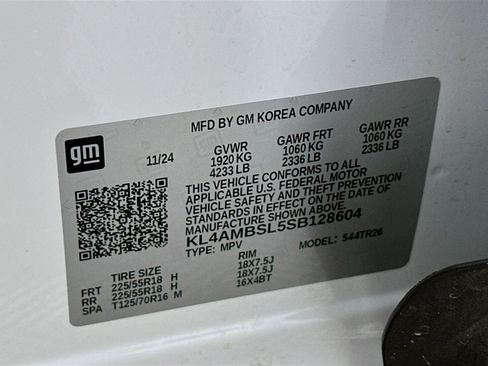 MFD BY GM KOREA COMPANY
gm
11/24
GVWR GAWR FRT GAWR RR
1920 KG 1060 KG 1060 KG
4233 LB 2336 LB 2336 LB
THIS VEHICLE CONFORMS TO ALL
APPLICABLE U.S. FEDERAL MOTOR
VEHICLE SAFETY AND THEFT PREVENTION
STANDARDS IN EFFECT ON THE DATE OF
MANUFACTURE SHOWN ABOVE.
KL4AMBSL5SB128604
TYPE: MPV MODEL: 544TR26
TIRE SIZE RIM
FRT 225/55R18 H 18X7.5J
RR 225/55R18 H 18X7.5J
SPA T125/70R16 M 16X4BT